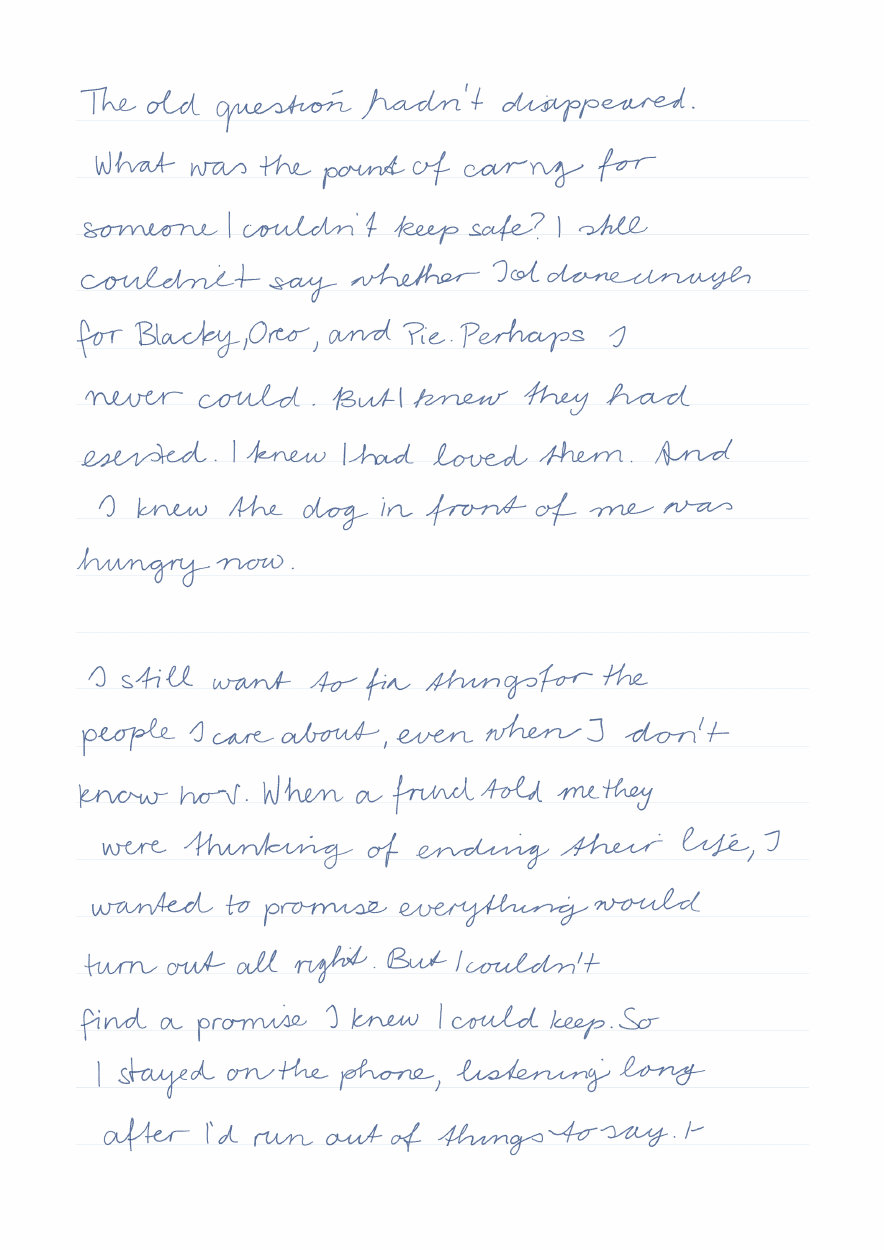 The old question hadn't disappeared.
What was the point of caring for
someone I couldn't keep safe? I still
couldn't say whether I'd done enough
for Blacky, Oreo, and Pie. Perhaps I
never could. But I knew they had
existed. I knew I had loved them. And
I knew the dog in front of me was
hungry now.
I still want to fix things for the
people I care about, even when I don't
know how. When a friend told me they
were thinking of ending their life, I
wanted to promise everything would
turn out all right. But I couldn't
find a promise I knew I could keep. So
I stayed on the phone, listening long
after I'd run out of things to say. It